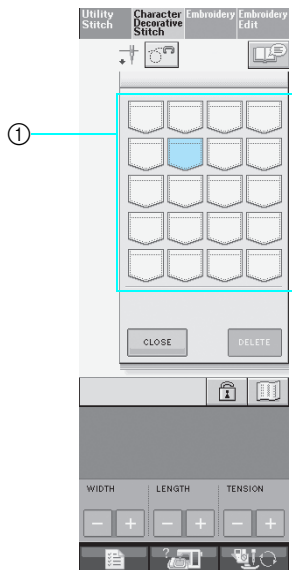 Utility Stitch
Character Decorative Stitch
Embroidery
Embroidery Edit
①
CLOSE
DELETE
WIDTH
LENGTH
TENSION
- + - + - +
?